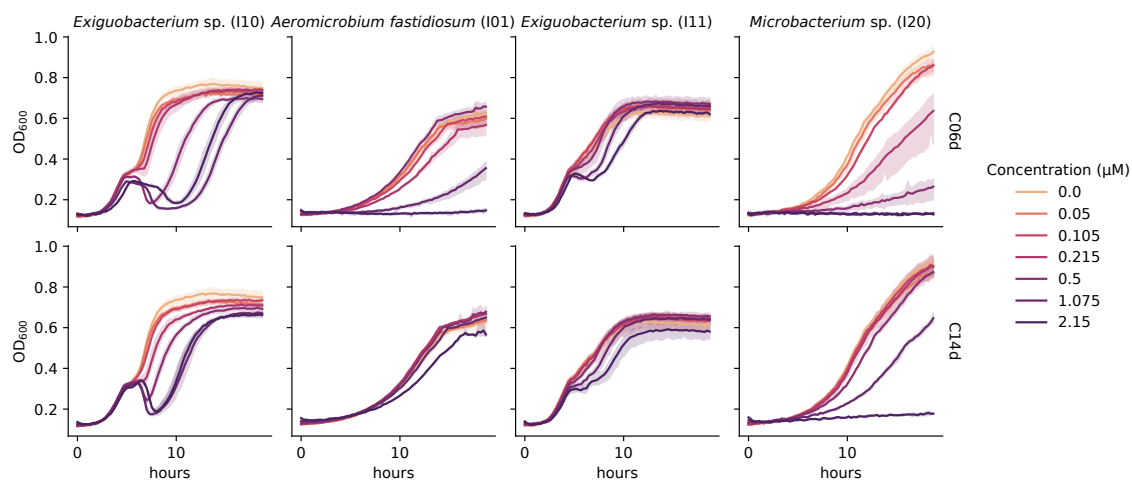 Exiguobacterium sp. (I10) Aeromicrobium fastidiosum (I01) Exiguobacterium sp. (I11) Microbacterium sp. (I20)
1.0
0.8
0.6
0.4
0.2
OD600
C06d
1.0
0.8
0.6
0.4
0.2
OD600
C14d
0 10 0 10 0 10 0 10
hours hours hours hours
Concentration (μM)
0.0
0.05
0.105
0.215
0.5
1.075
2.15